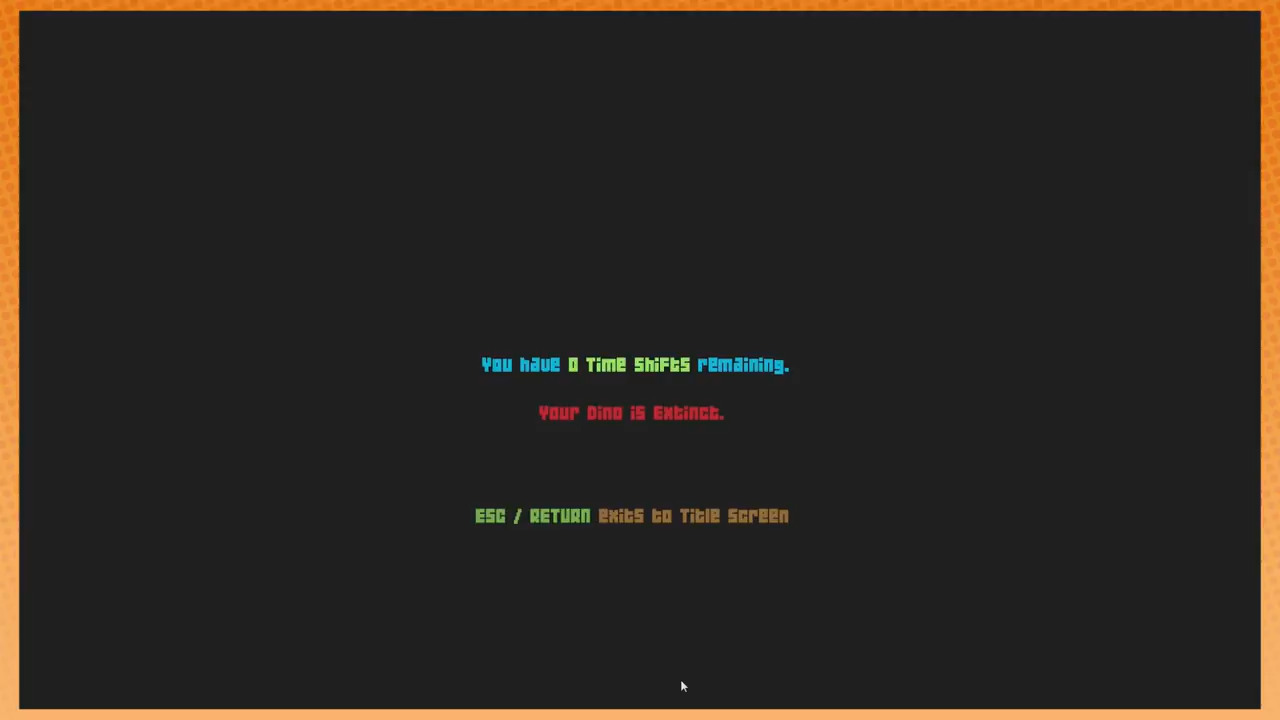 You have 0 Time Shifts remaining.
Your Dino is Extinct.
ESC / RETURN exits to Title Screen